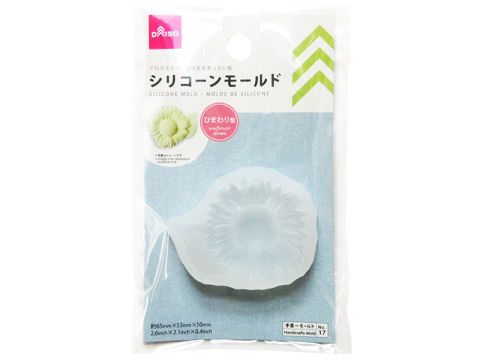 DAISO
シリコーンモールド
SILICONE MOLD / MOLDE DE SILICONE
ひまわり型
sunflower
shape
約65mm×53mm×10mm
2.6inch×2.1inch×0.4inch
手芸ーモールド
Handicrafts-Mold
No.
17